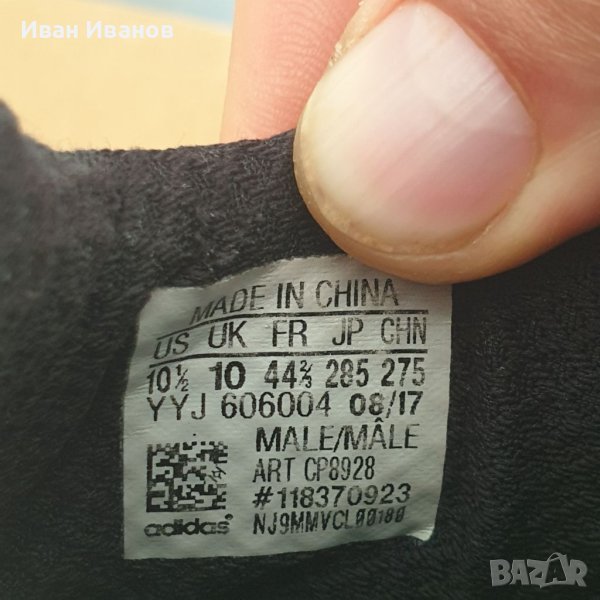 Иван Иванов
MADE IN CHINA
US UK FR JP CHN
10½ 10 44⅔ 285 275
YYJ 606004 08/17
MALE/MÂLE
ART CP8928
#118370923
adidas NJ9MMVCL00180
BAZAR